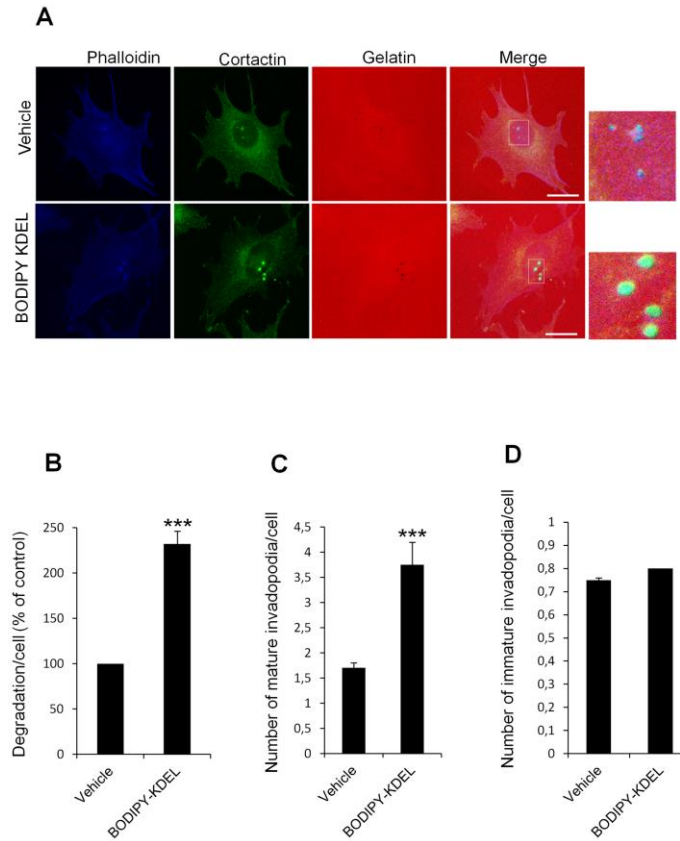 A
Phalloidin Cortactin Gelatin Merge
Vehicle
BODIPY KDEL
B
Degradation/cell (% of control)
250
200
150
100
50
0
***
Vehicle
BODIPY-KDEL
C
Number of mature invadopodia/cell
4,5
4
3,5
3
2,5
2
1,5
1
0,5
0
***
Vehicle
BODIPY-KDEL
D
Number of immature invadopodia/cell
1
0,9
0,8
0,7
0,6
0,5
0,4
0,3
0,2
0,1
0
Vehicle
BODIPY-KDEL